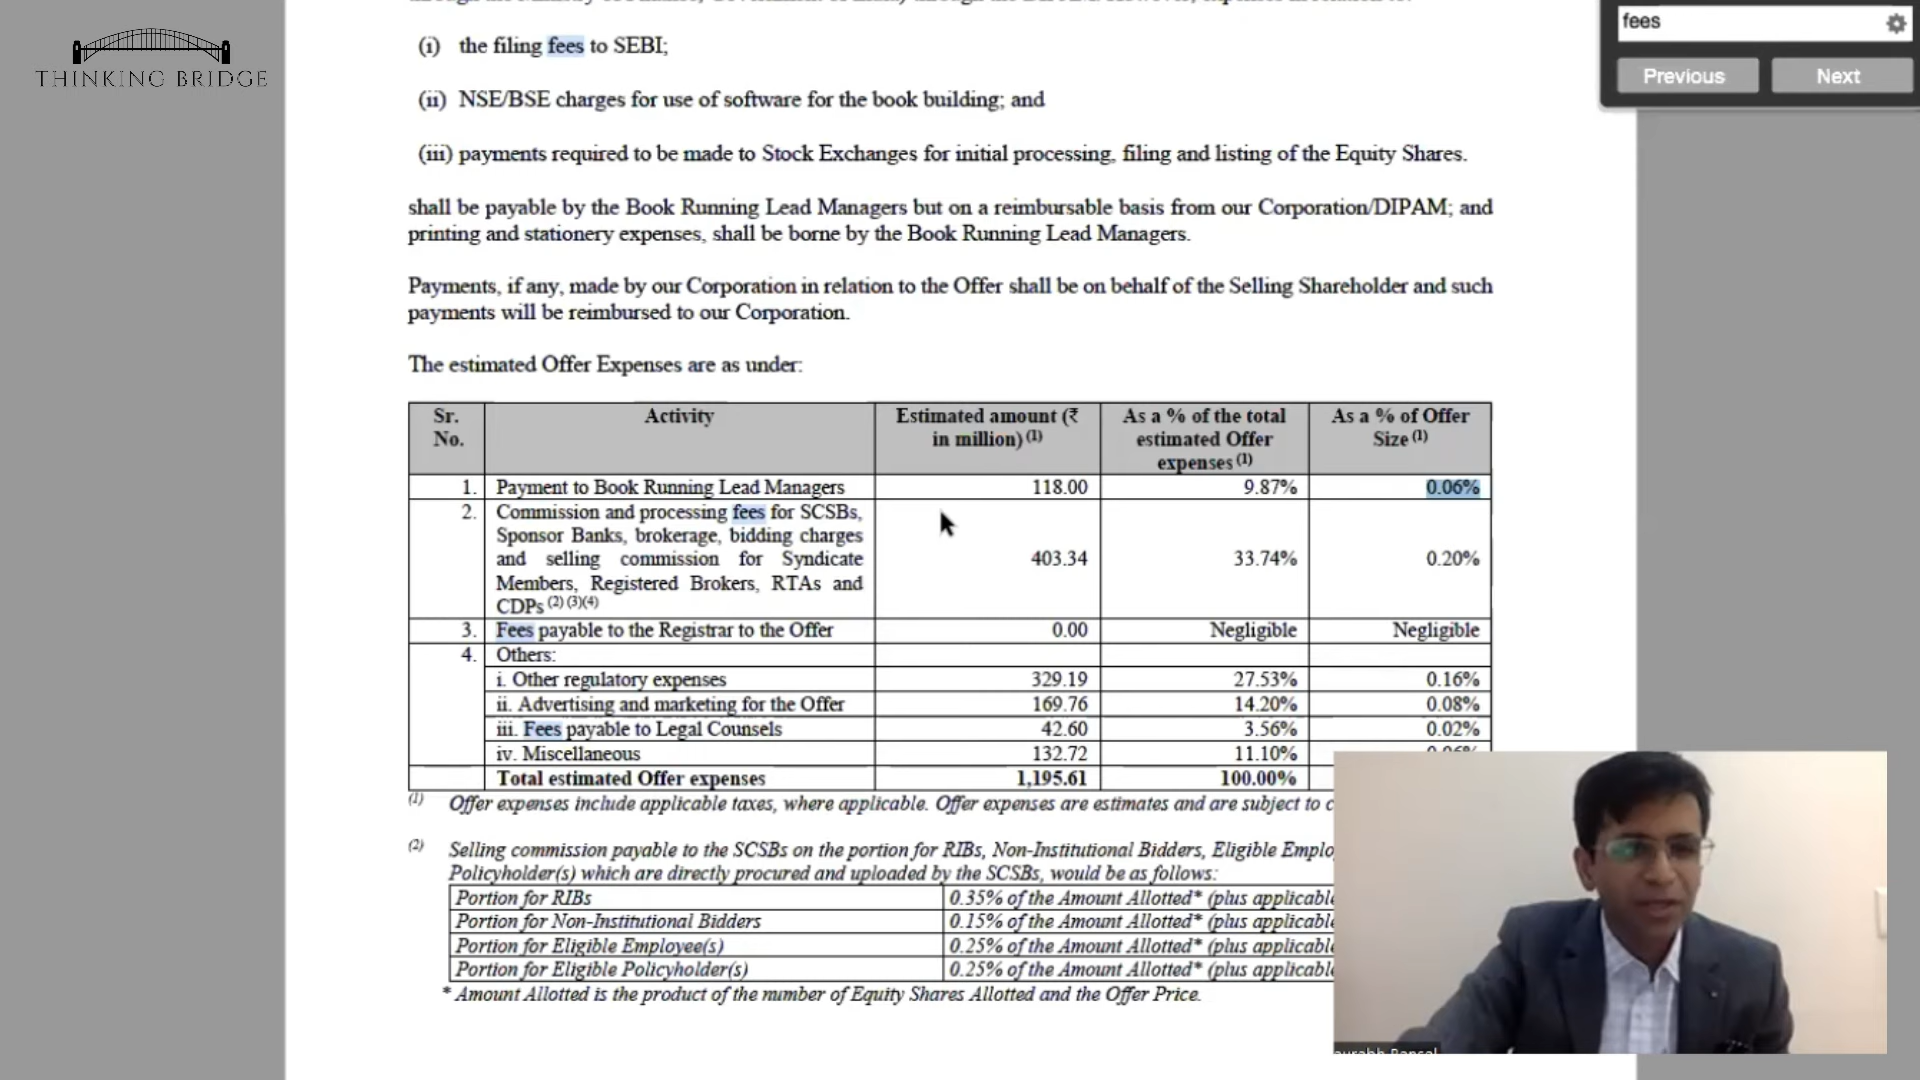 THINKING BRIDGE
fees
Previous Next
(i) the filing fees to SEBI;
(ii) NSE/BSE charges for use of software for the book building; and
(iii) payments required to be made to Stock Exchanges for initial processing, filing and listing of the Equity Shares.
shall be payable by the Book Running Lead Managers but on a reimbursable basis from our Corporation/DIPAM; and
printing and stationery expenses, shall be borne by the Book Running Lead Managers.
Payments, if any, made by our Corporation in relation to the Offer shall be on behalf of the Selling Shareholder and such
payments will be reimbursed to our Corporation.
The estimated Offer Expenses are as under:
Sr. Activity Estimated amount (₹ As a % of the total As a % of Offer
No. in million) (1) estimated Offer Size (1)
expenses (1)
1. Payment to Book Running Lead Managers 118.00 9.87% 0.06%
2. Commission and processing fees for SCSBs,
Sponsor Banks, brokerage, bidding charges
and selling commission for Syndicate 403.34 33.74% 0.20%
Members, Registered Brokers, RTAs and
CDPs (2) (3)(4)
3. Fees payable to the Registrar to the Offer 0.00 Negligible Negligible
4. Others:
i. Other regulatory expenses 329.19 27.53% 0.16%
ii. Advertising and marketing for the Offer 169.76 14.20% 0.08%
iii. Fees payable to Legal Counsels 42.60 3.56% 0.02%
iv. Miscellaneous 132.72 11.10%
Total estimated Offer expenses 1,195.61 100.00%
(1) Offer expenses include applicable taxes, where applicable. Offer expenses are estimates and are subject to
(2) Selling commission payable to the SCSBs on the portion for RIBs, Non-Institutional Bidders, Eligible
Policyholder(s) which are directly procured and uploaded by the SCSBs, would be as follows:
Portion for RIBs 0.35% of the Amount Allotted* (plus
Portion for Non-Institutional Bidders 0.15% of the Amount Allotted* (plus
Portion for Eligible Employee(s) 0.25% of the Amount Allotted* (plus
Portion for Eligible Policyholder(s) 0.25% of the Amount Allotted* (plus
* Amount Allotted is the product of the number of Equity Shares Allotted and the Offer Price.